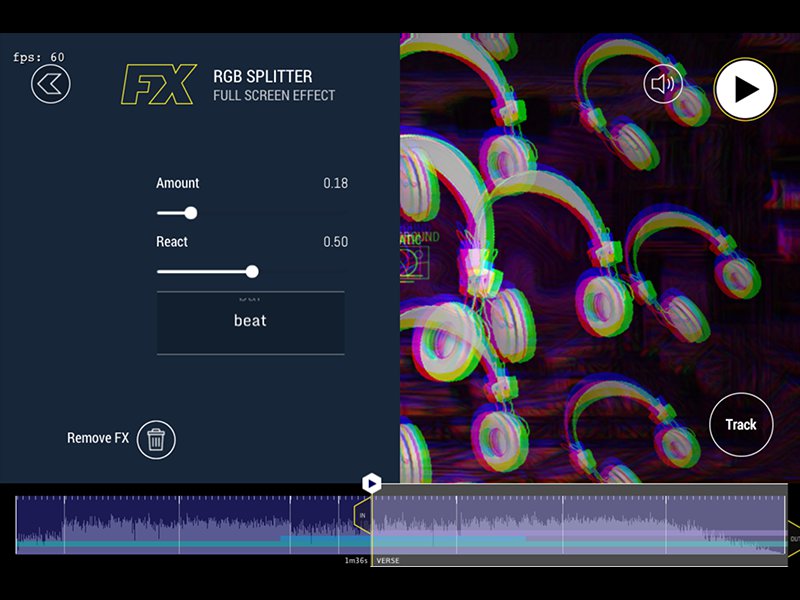 fps: 60
FX
RGB SPLITTER
FULL SCREEN EFFECT
Amount 0.18
React 0.50
beat
Remove FX
Track
IN
OUT
1m36s VERSE